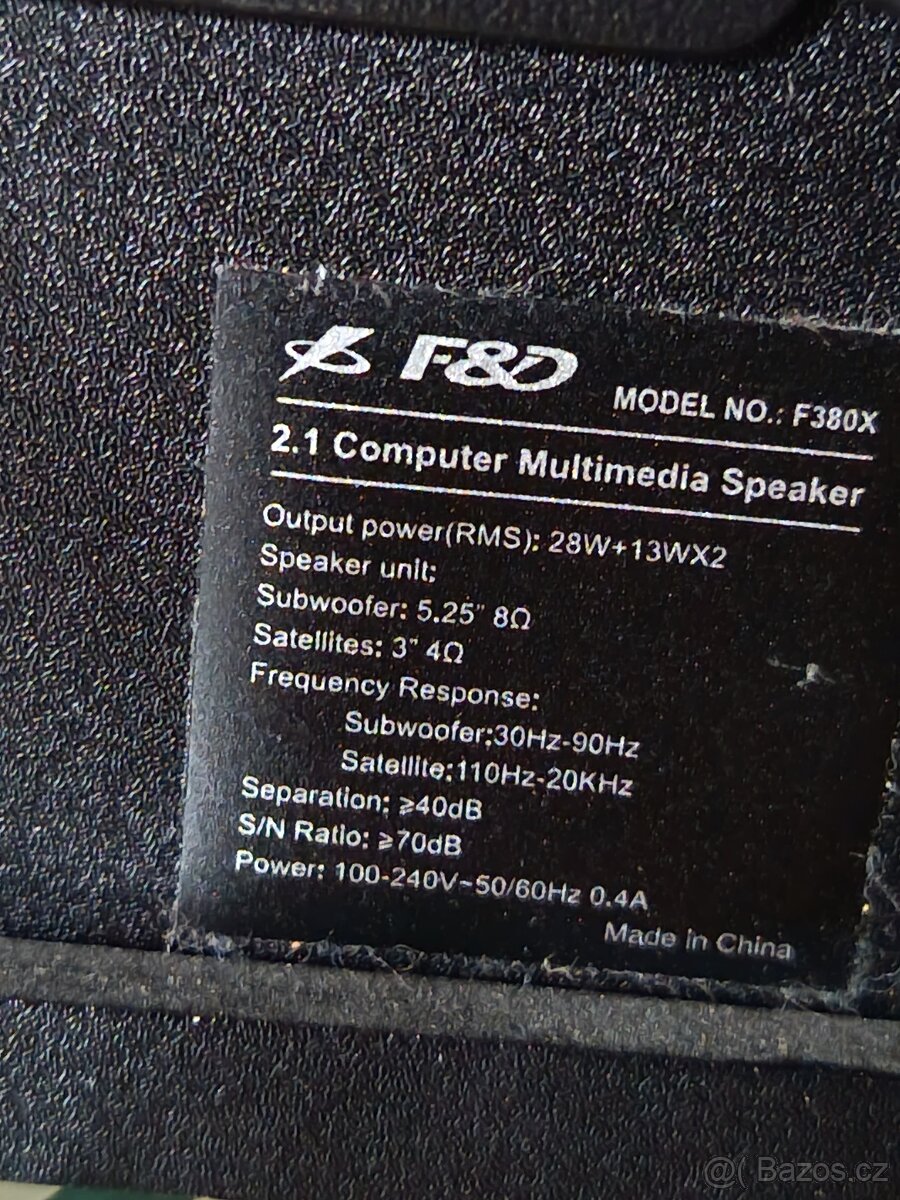 F&D
MODEL NO.: F380X
2.1 Computer Multimedia Speaker
Output power(RMS): 28W+13WX2
Speaker unit:
Subwoofer: 5.25" 8Ω
Satellites: 3" 4Ω
Frequency Response:
Subwoofer:30Hz-90Hz
Satellite:110Hz-20KHz
Separation: ≥40dB
S/N Ratio: ≥70dB
Power: 100-240V~50/60Hz 0.4A
Made in China
@( Bazos.cz